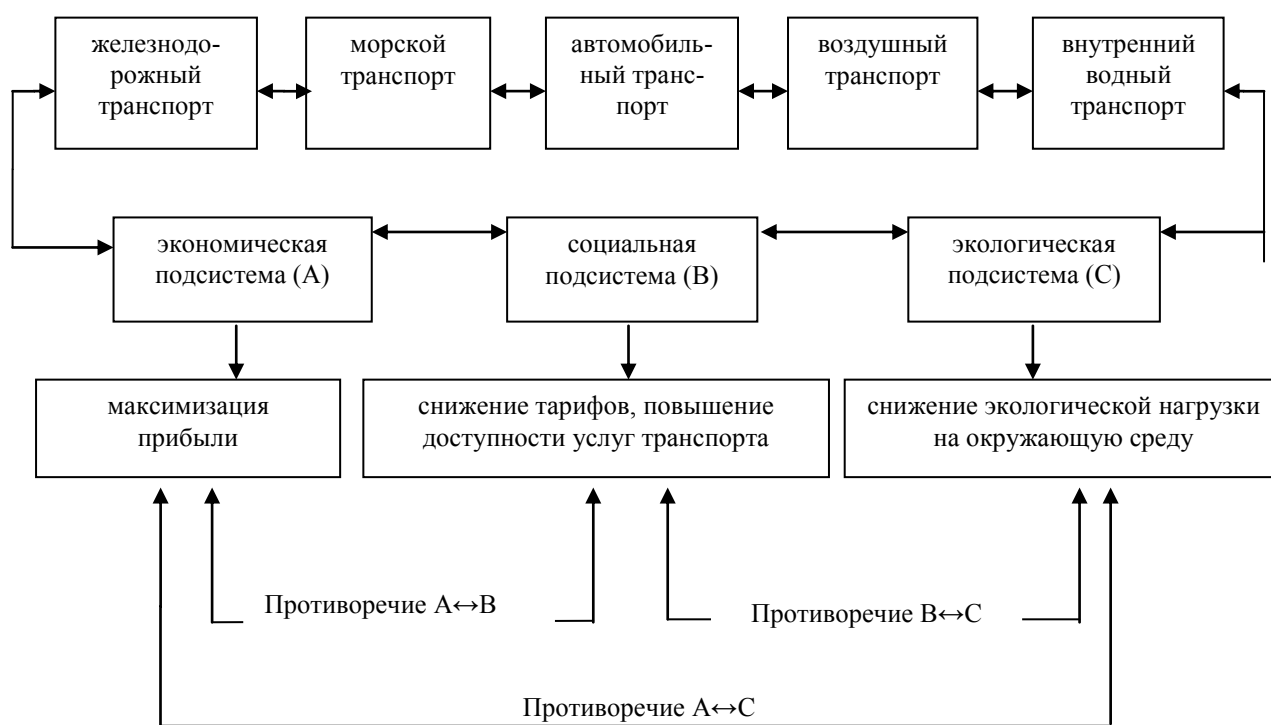 железнодо-
рожный
транспорт
морской
транспорт
автомобиль-
ный транс-
порт
воздушный
транспорт
внутренний
водный
транспорт
экономическая
подсистема (А)
социальная
подсистема (В)
экологическая
подсистема (С)
максимизация
прибыли
снижение тарифов, повышение
доступности услуг транспорта
снижение экологической нагрузки
на окружающую среду
Противоречие А↔В
Противоречие В↔С
Противоречие А↔С